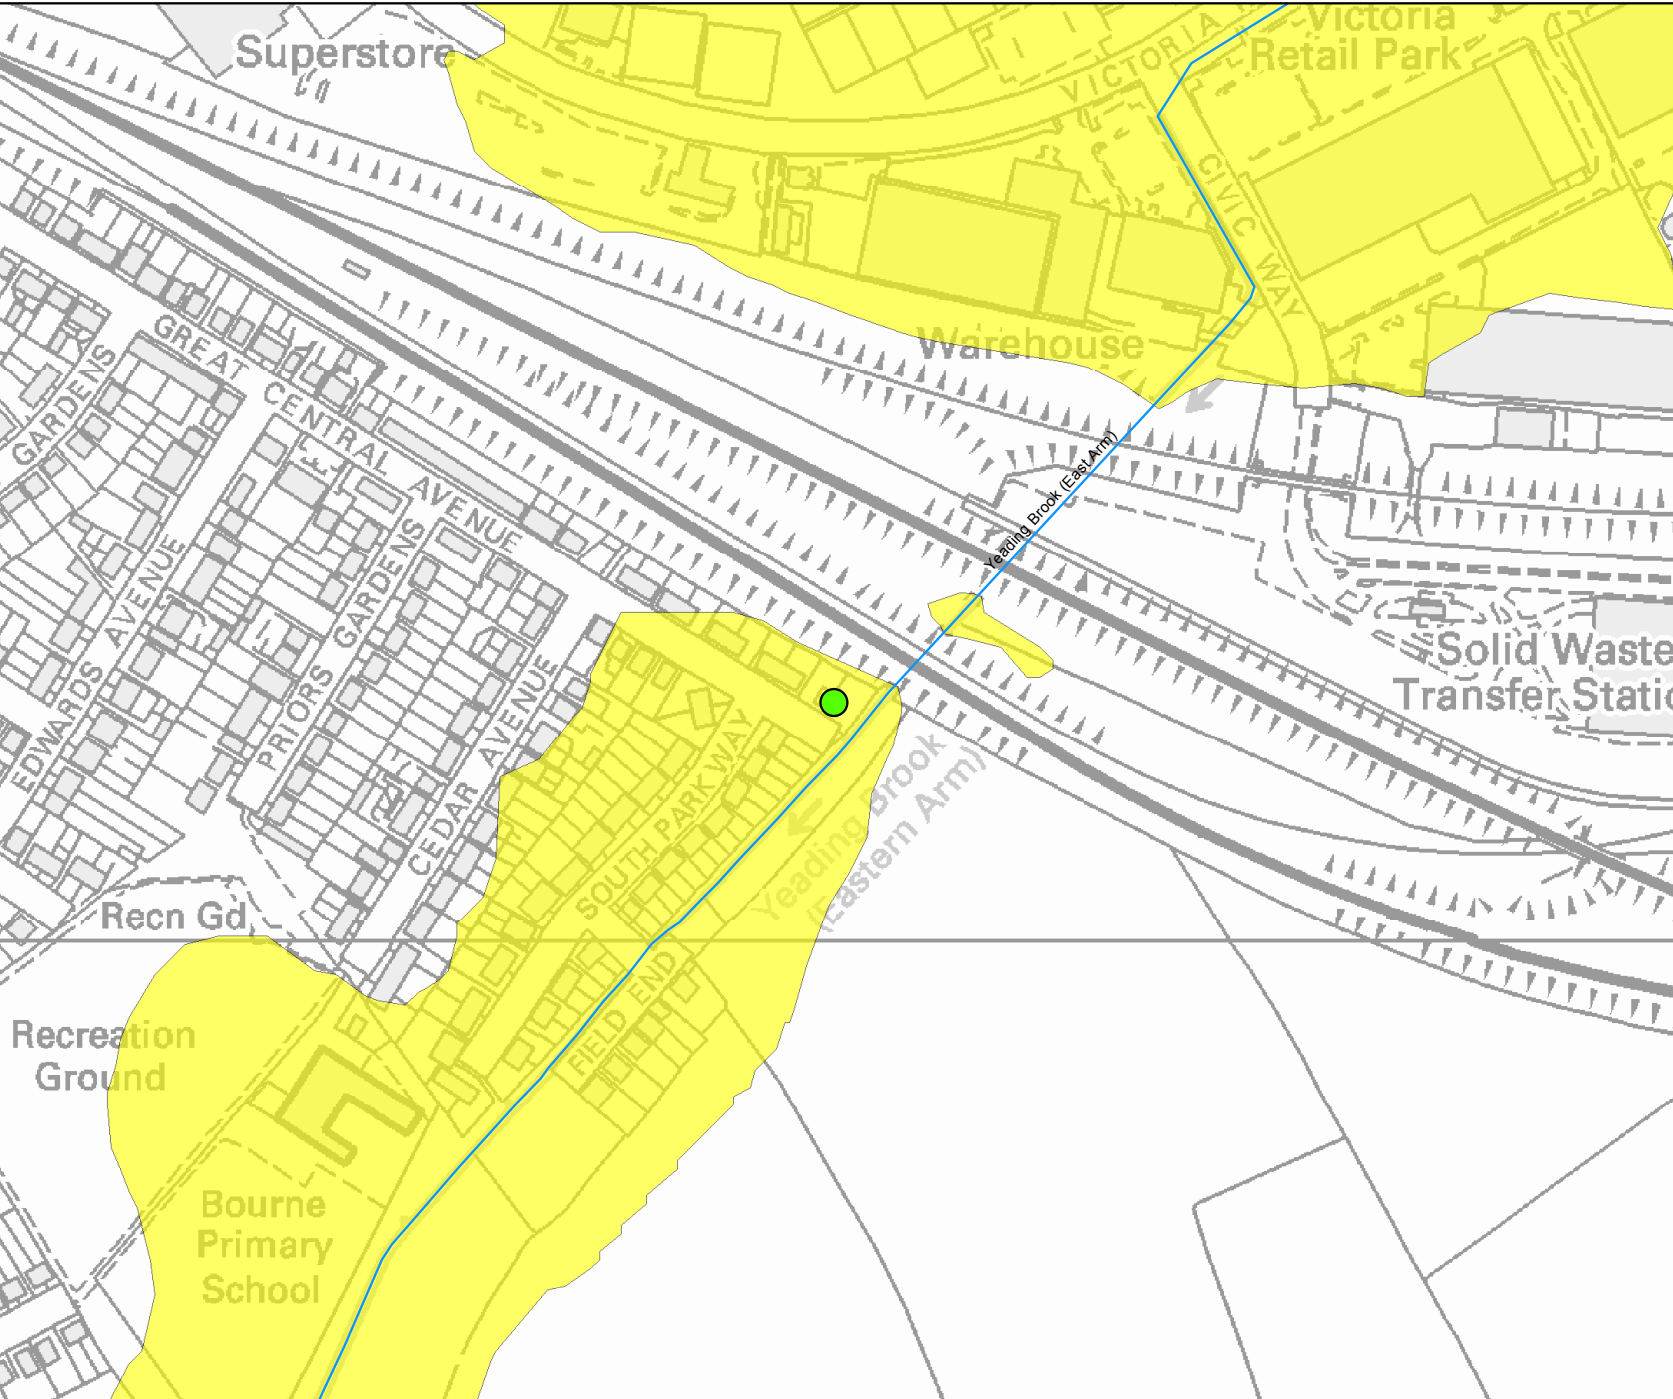 Superstore
VICTORIA
Victoria
Retail Park
CIVIC WAY
Warehouse
GREAT CENTRAL AVENUE
GARDENS
Yeading Brook (East Arm)
EDWARDS AVENUE
PRIORS GARDENS
CEDAR AVENUE
SOUTH PARK WAY
Solid Waste
Transfer Static
Yeading Brook
(Eastern Arm)
Recn Gd
FIELD END
Recreation
Ground
Bourne
Primary
School